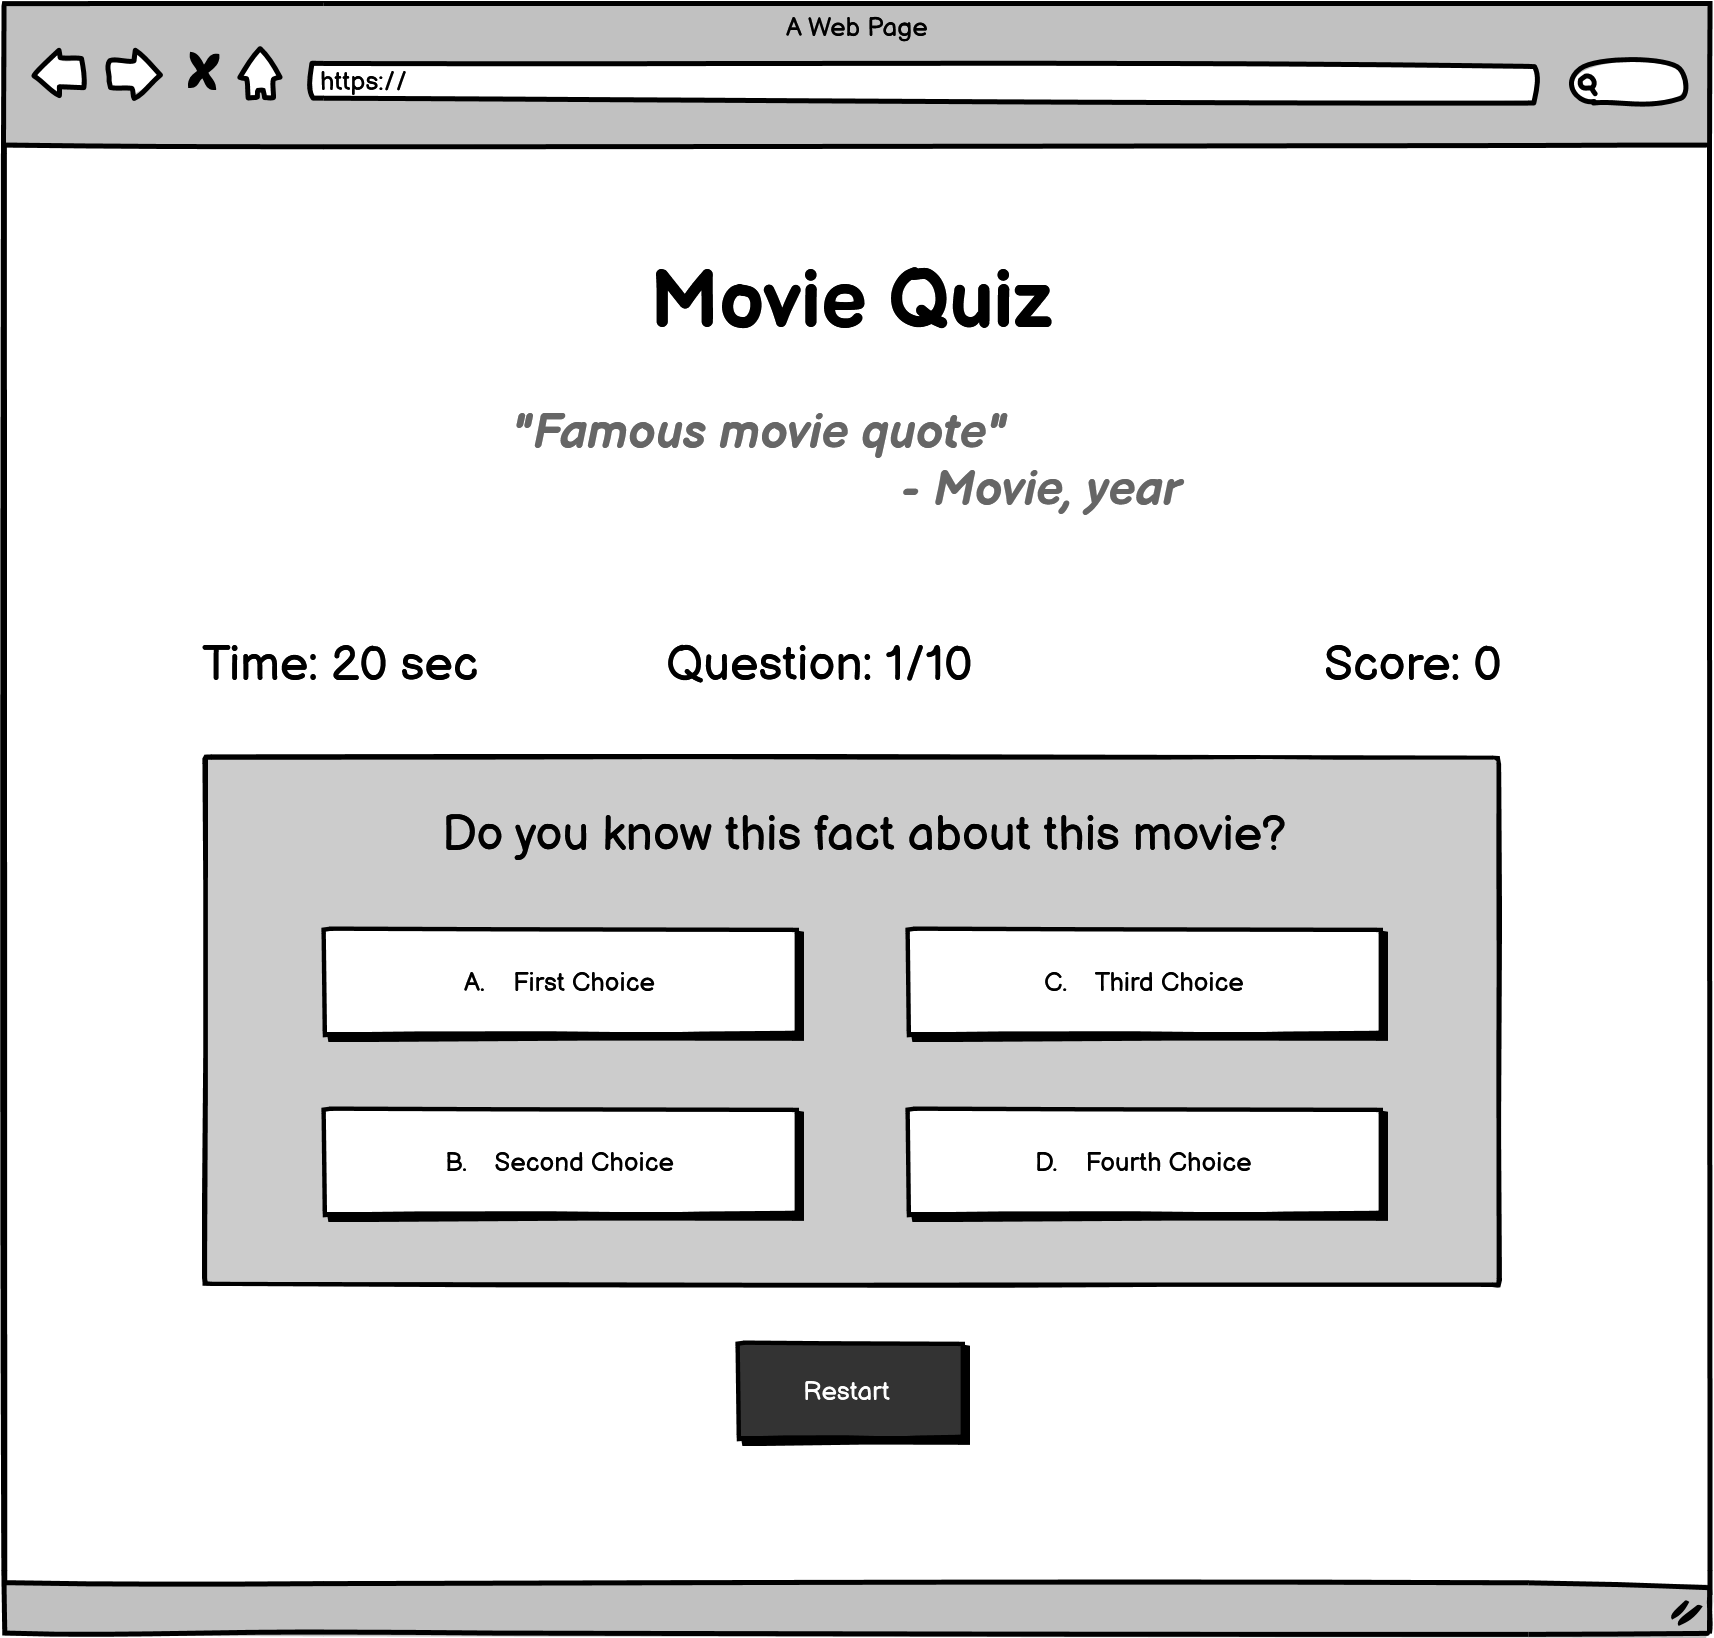 A Web Page
https://
Movie Quiz
"Famous movie quote"
- Movie, year
Time: 20 sec
Question: 1/10
Score: 0
Do you know this fact about this movie?
A. First Choice
C. Third Choice
B. Second Choice
D. Fourth Choice
Restart